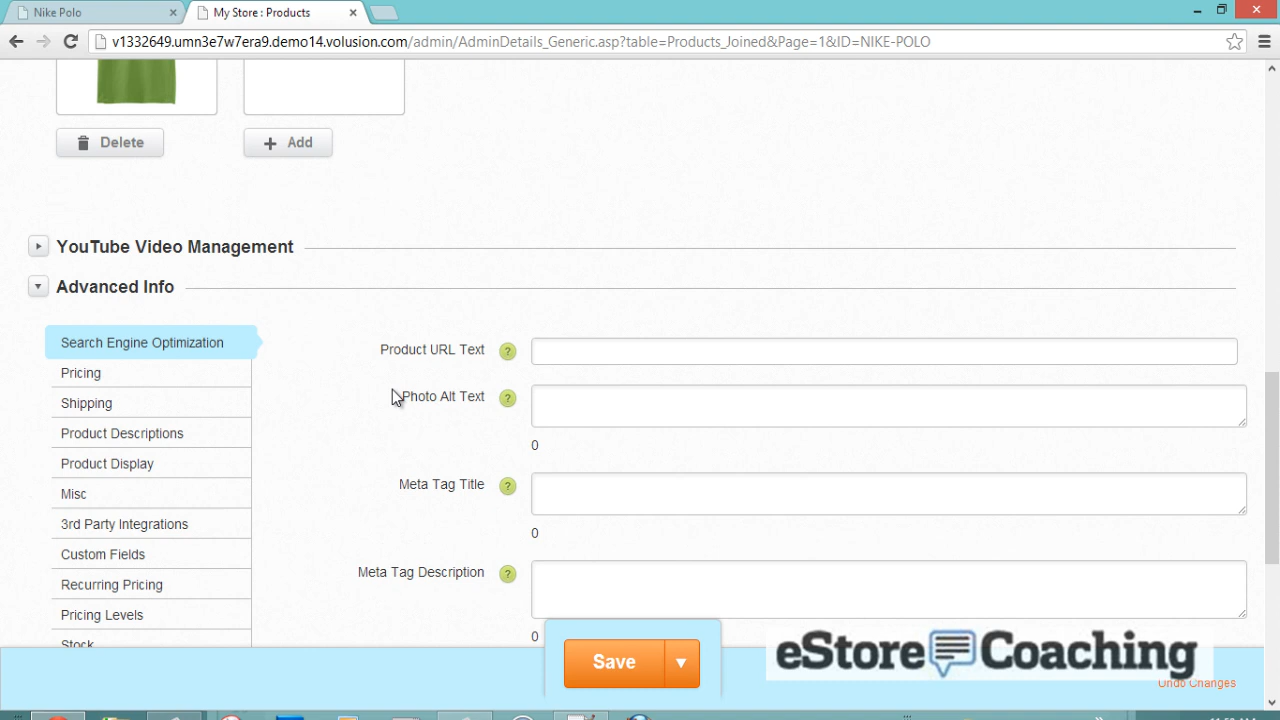 Nike Polo
My Store : Products
v1332649.umn3e7w7era9.demo14.volusion.com/admin/AdminDetails_Generic.asp?table=Products_Joined&Page=1&ID=NIKE-POLO
Delete
Add
YouTube Video Management
Advanced Info
Search Engine Optimization
Pricing
Shipping
Product Descriptions
Product Display
Misc
3rd Party Integrations
Custom Fields
Recurring Pricing
Pricing Levels
Stock
Product URL Text ?
Photo Alt Text ?
0
Meta Tag Title ?
0
Meta Tag Description ?
0
Save
eStore Coaching
Undo Changes